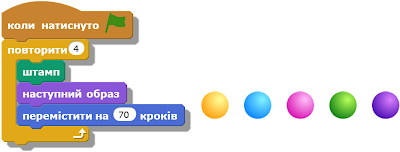 коли натиснуто
повторити 4
штамп
наступний образ
перемістити на 70 кроків